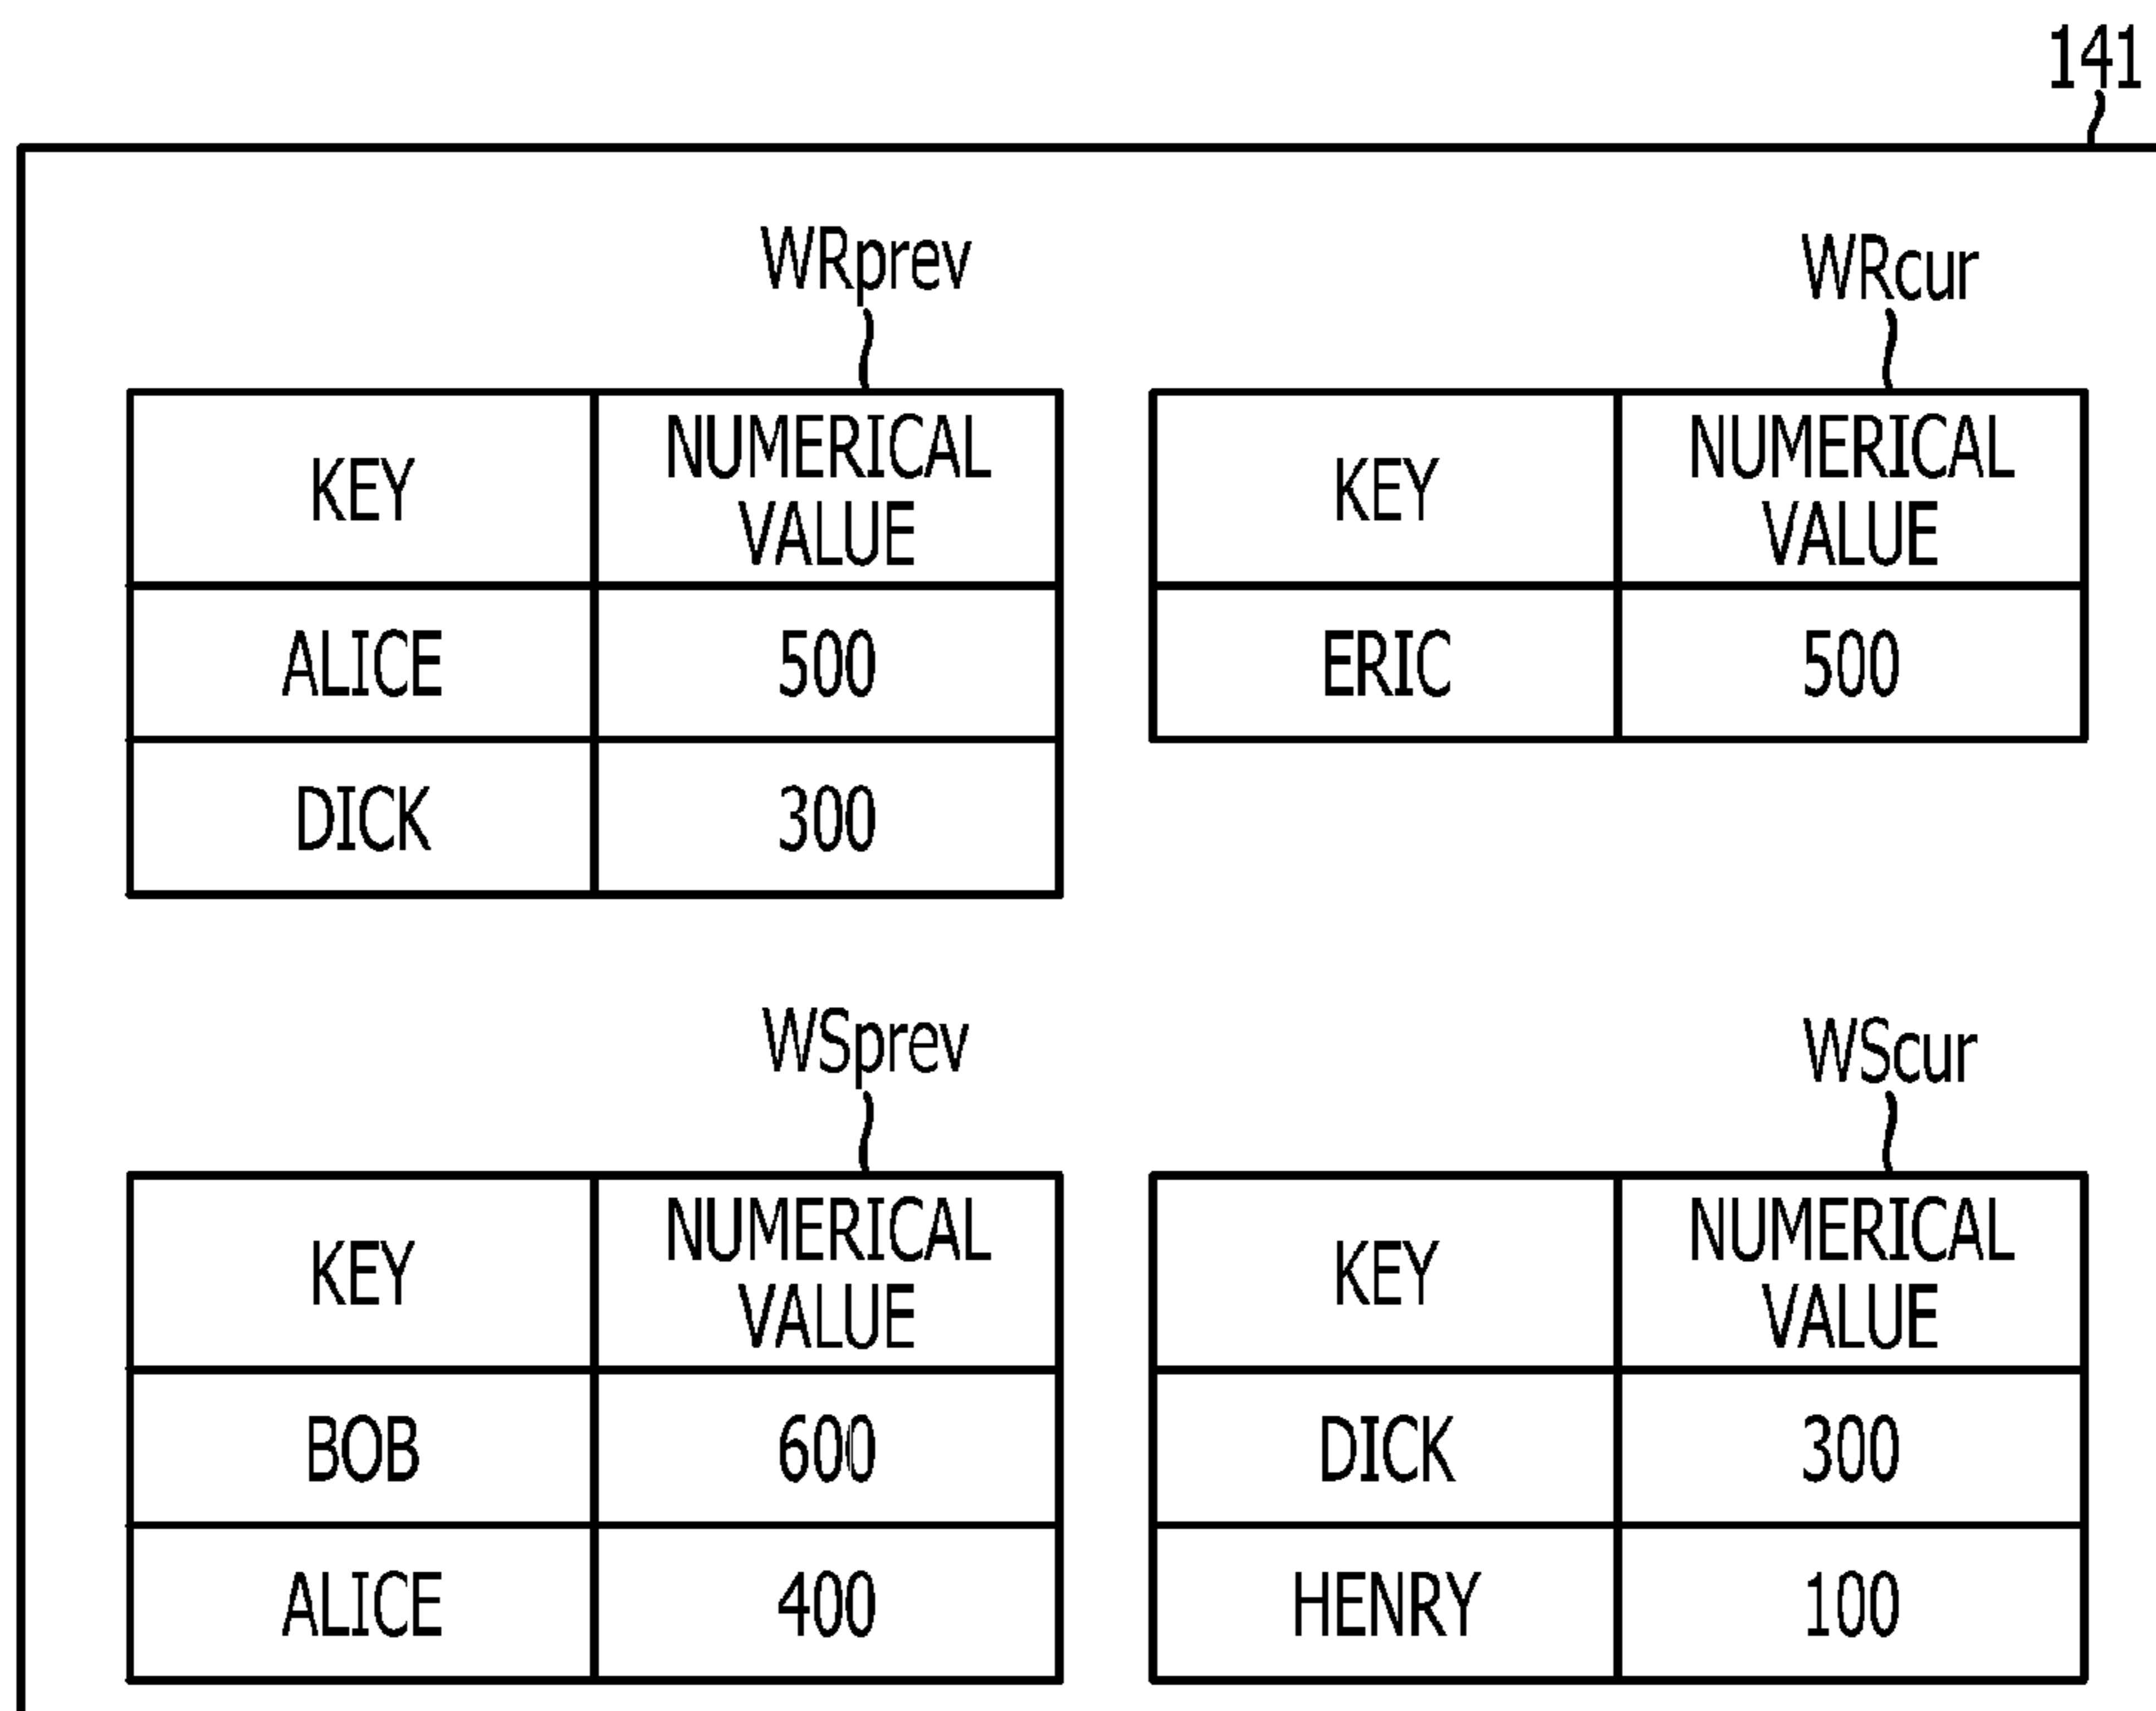 141
WRprev
WRcur
KEY
NUMERICAL
VALUE
ALICE
500
DICK
300
KEY
NUMERICAL
VALUE
ERIC
500
WSprev
WScur
KEY
NUMERICAL
VALUE
BOB
600
ALICE
400
KEY
NUMERICAL
VALUE
DICK
300
HENRY
100